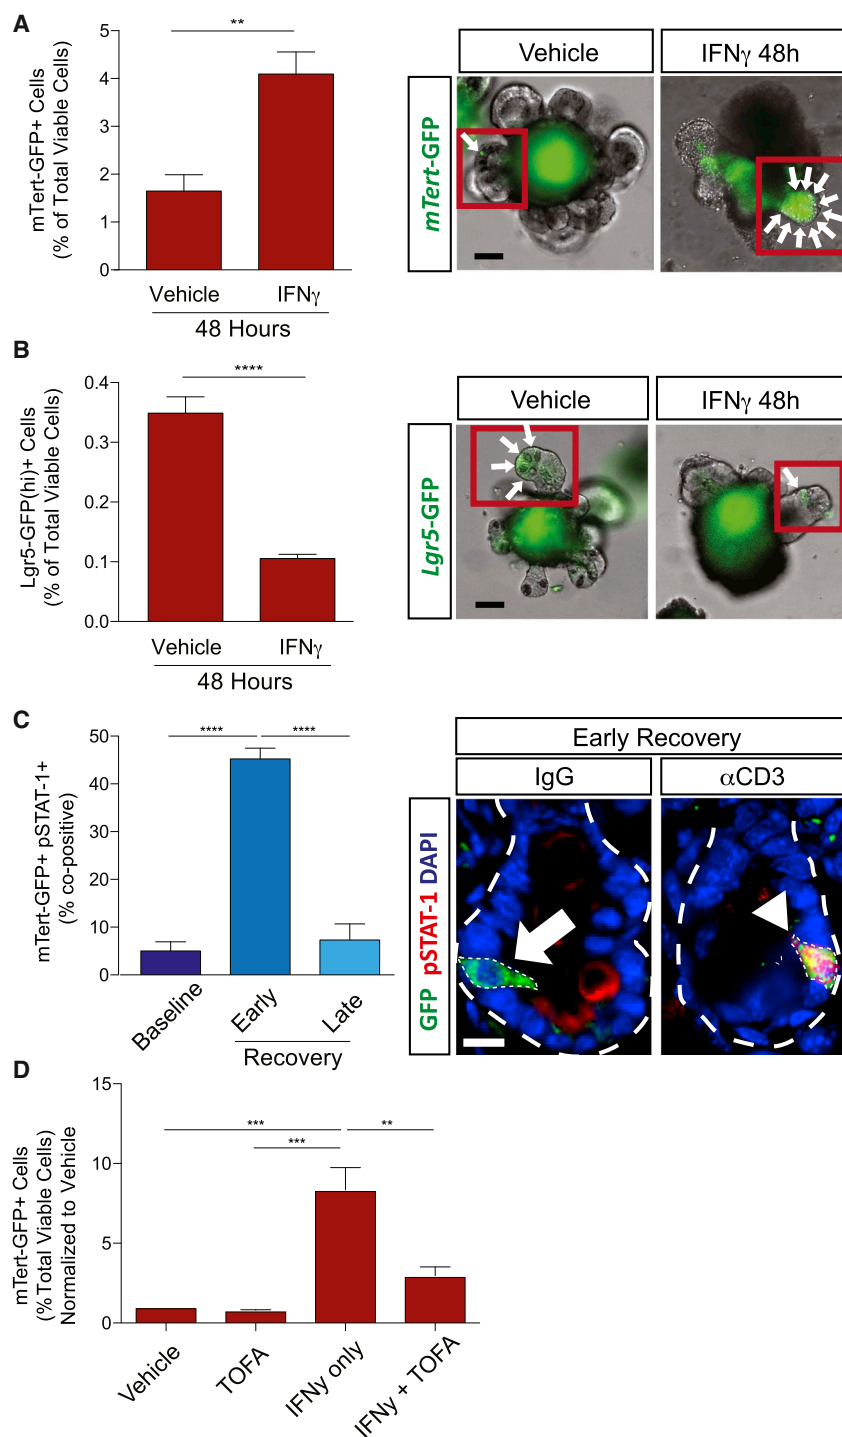 A
mTert-GFP+ Cells
(% of Total Viable Cells)
5
4
3
2
1
0
**
Vehicle
IFNγ
48 Hours
Vehicle
IFNγ 48h
mTert-GFP
B
Lgr5-GFP(hi)+ Cells
(% of Total Viable Cells)
0.4
0.3
0.2
0.1
0.0
****
Vehicle
IFNγ
48 Hours
Vehicle
IFNγ 48h
Lgr5-GFP
C
mTert-GFP+ pSTAT-1+
(% co-positive)
50
40
30
20
10
0
****
****
Baseline
Early
Late
Recovery
Early Recovery
IgG
αCD3
GFP pSTAT-1 DAPI
D
mTert-GFP+ Cells
(% Total Viable Cells)
Normalized to Vehicle
15
10
5
0
***
***
**
Vehicle
TOFA
IFNy only
IFNy + TOFA